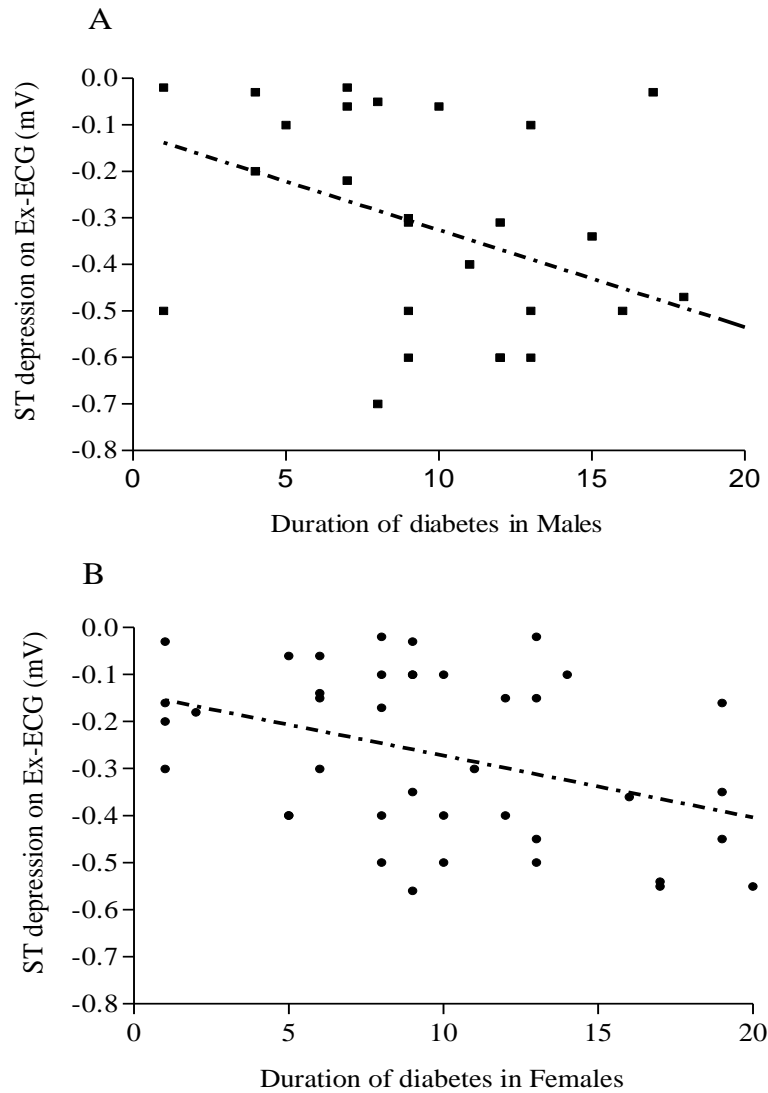 A
ST depression on Ex-ECG (mV)
0.0
-0.1
-0.2
-0.3
-0.4
-0.5
-0.6
-0.7
-0.8
0 5 10 15 20
Duration of diabetes in Males
B
ST depression on Ex-ECG (mV)
0.0
-0.1
-0.2
-0.3
-0.4
-0.5
-0.6
-0.7
-0.8
0 5 10 15 20
Duration of diabetes in Females